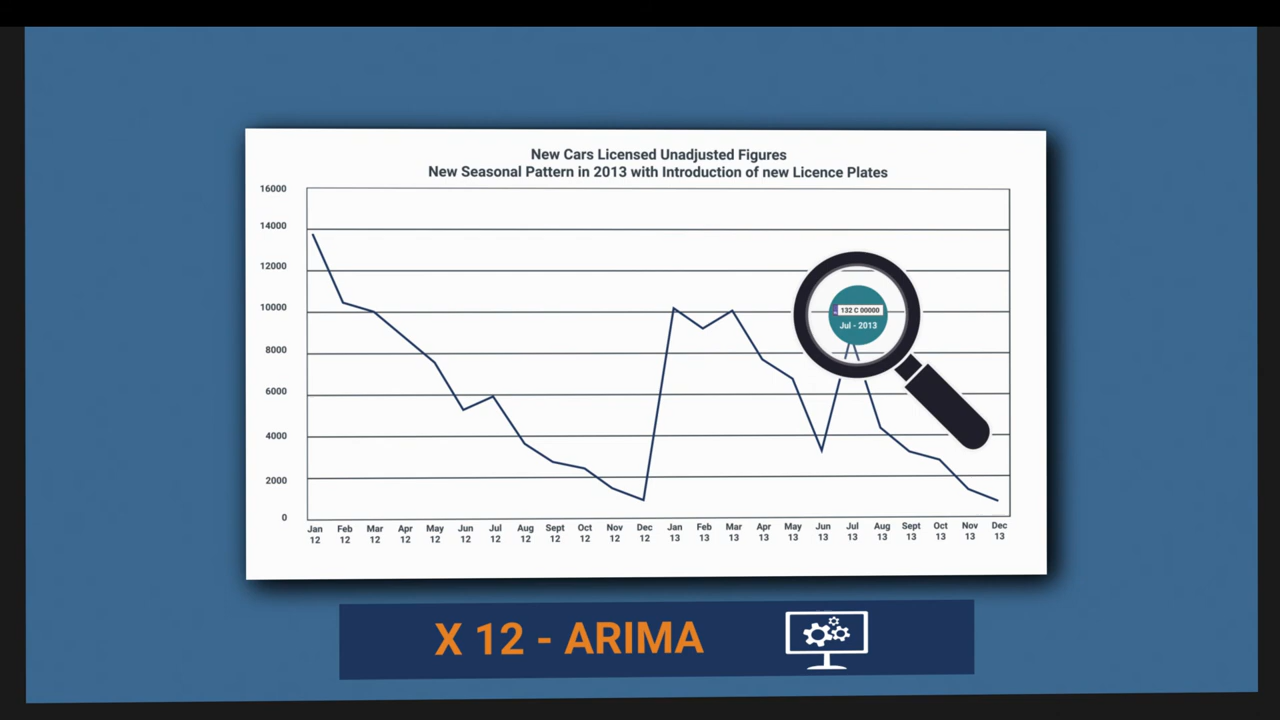 New Cars Licensed Unadjusted Figures
New Seasonal Pattern in 2013 with Introduction of new Licence Plates
16000
14000
12000
10000
8000
6000
4000
2000
0
132 C 00000
Jul - 2013
Jan Feb Mar Apr May Jun Jul Aug Sept Oct Nov Dec Jan Feb Mar Apr May Jun Jul Aug Sept Oct Nov Dec
12 12 12 12 12 12 12 12 12 12 12 12 13 13 13 13 13 13 13 13 13 13 13 13
X 12 - ARIMA